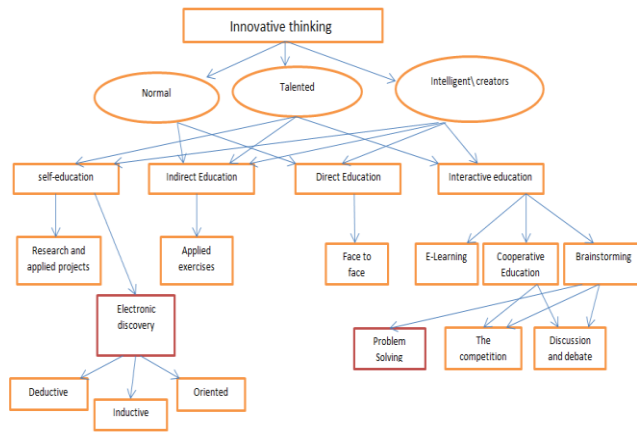 Innovative thinking
Normal
Talented
Intelligent\creators
self-education
Indirect Education
Direct Education
Interactive education
Research and
applied projects
Applied
exercises
Face to
face
E-Learning
Cooperative
Education
Brainstorming
Electronic
discovery
Problem
Solving
The
competition
Discussion
and debate
Deductive
Inductive
Oriented